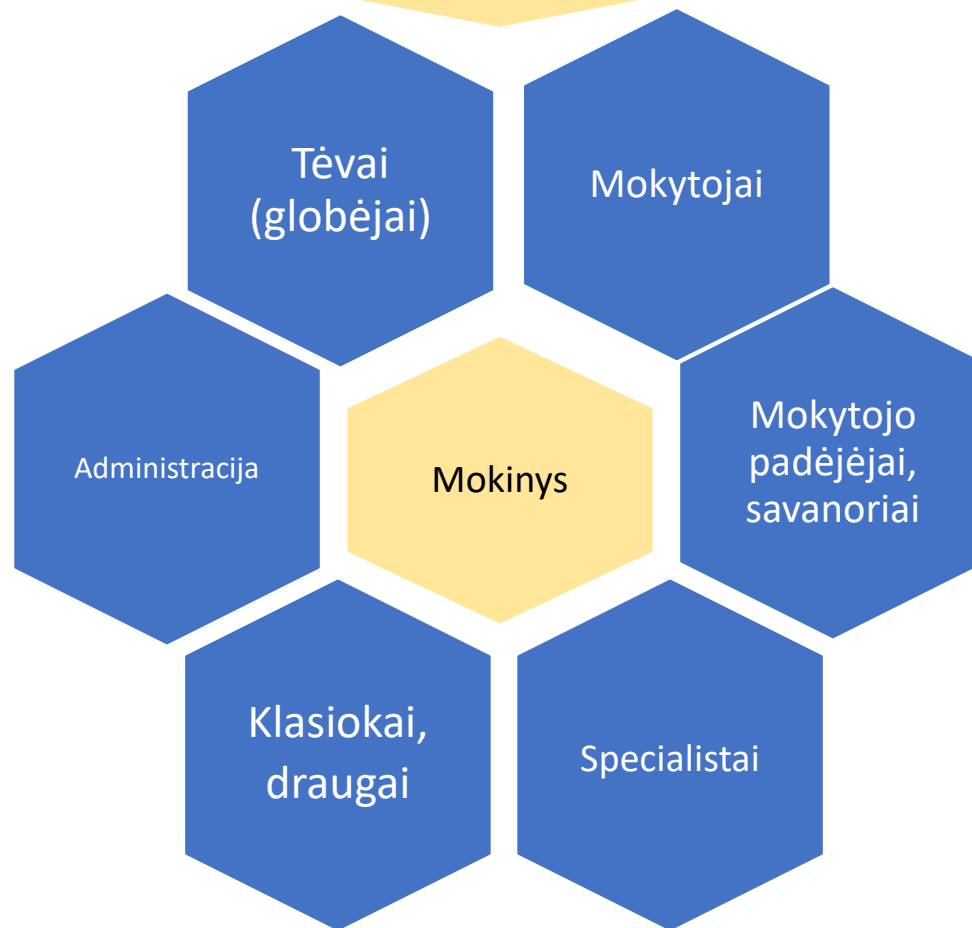 Tėvai
(globėjai)
Mokytojai
Administracija
Mokinys
Mokytojo
padėjėjai,
savanoriai
Klasiokai,
draugai
Specialistai